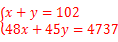 x + y = 102
48x + 45y = 4737